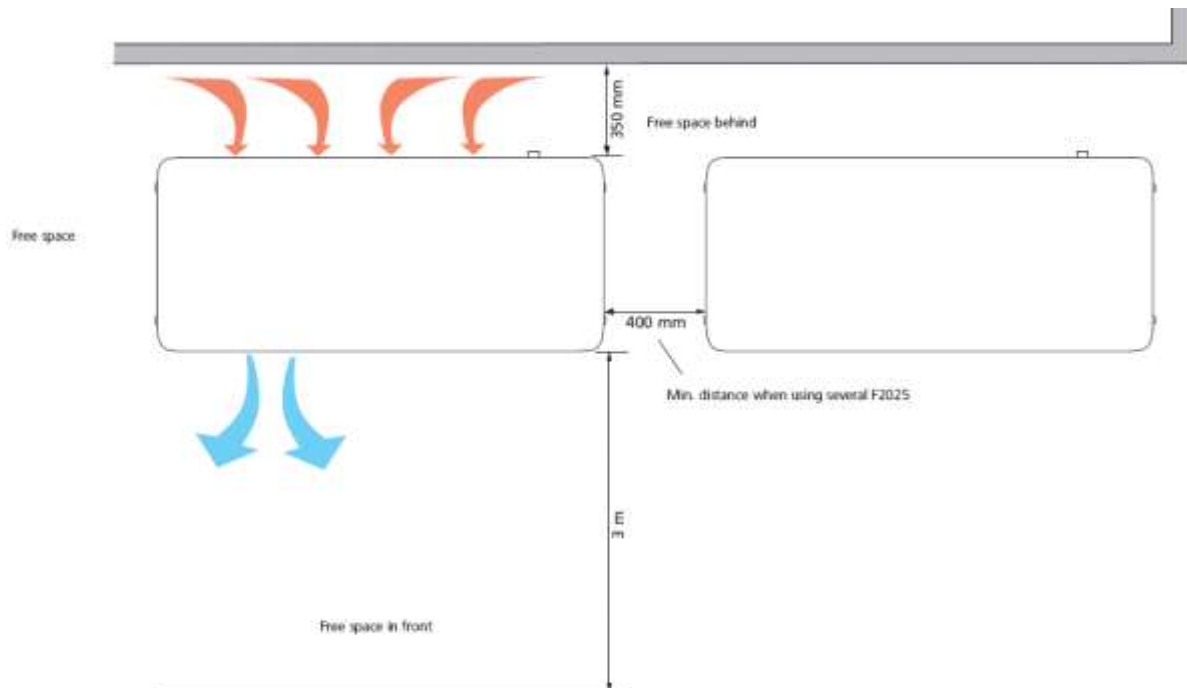 350 mm
Free space behind
Free space
400 mm
Min. distance when using several F2025
3 m
Free space in front